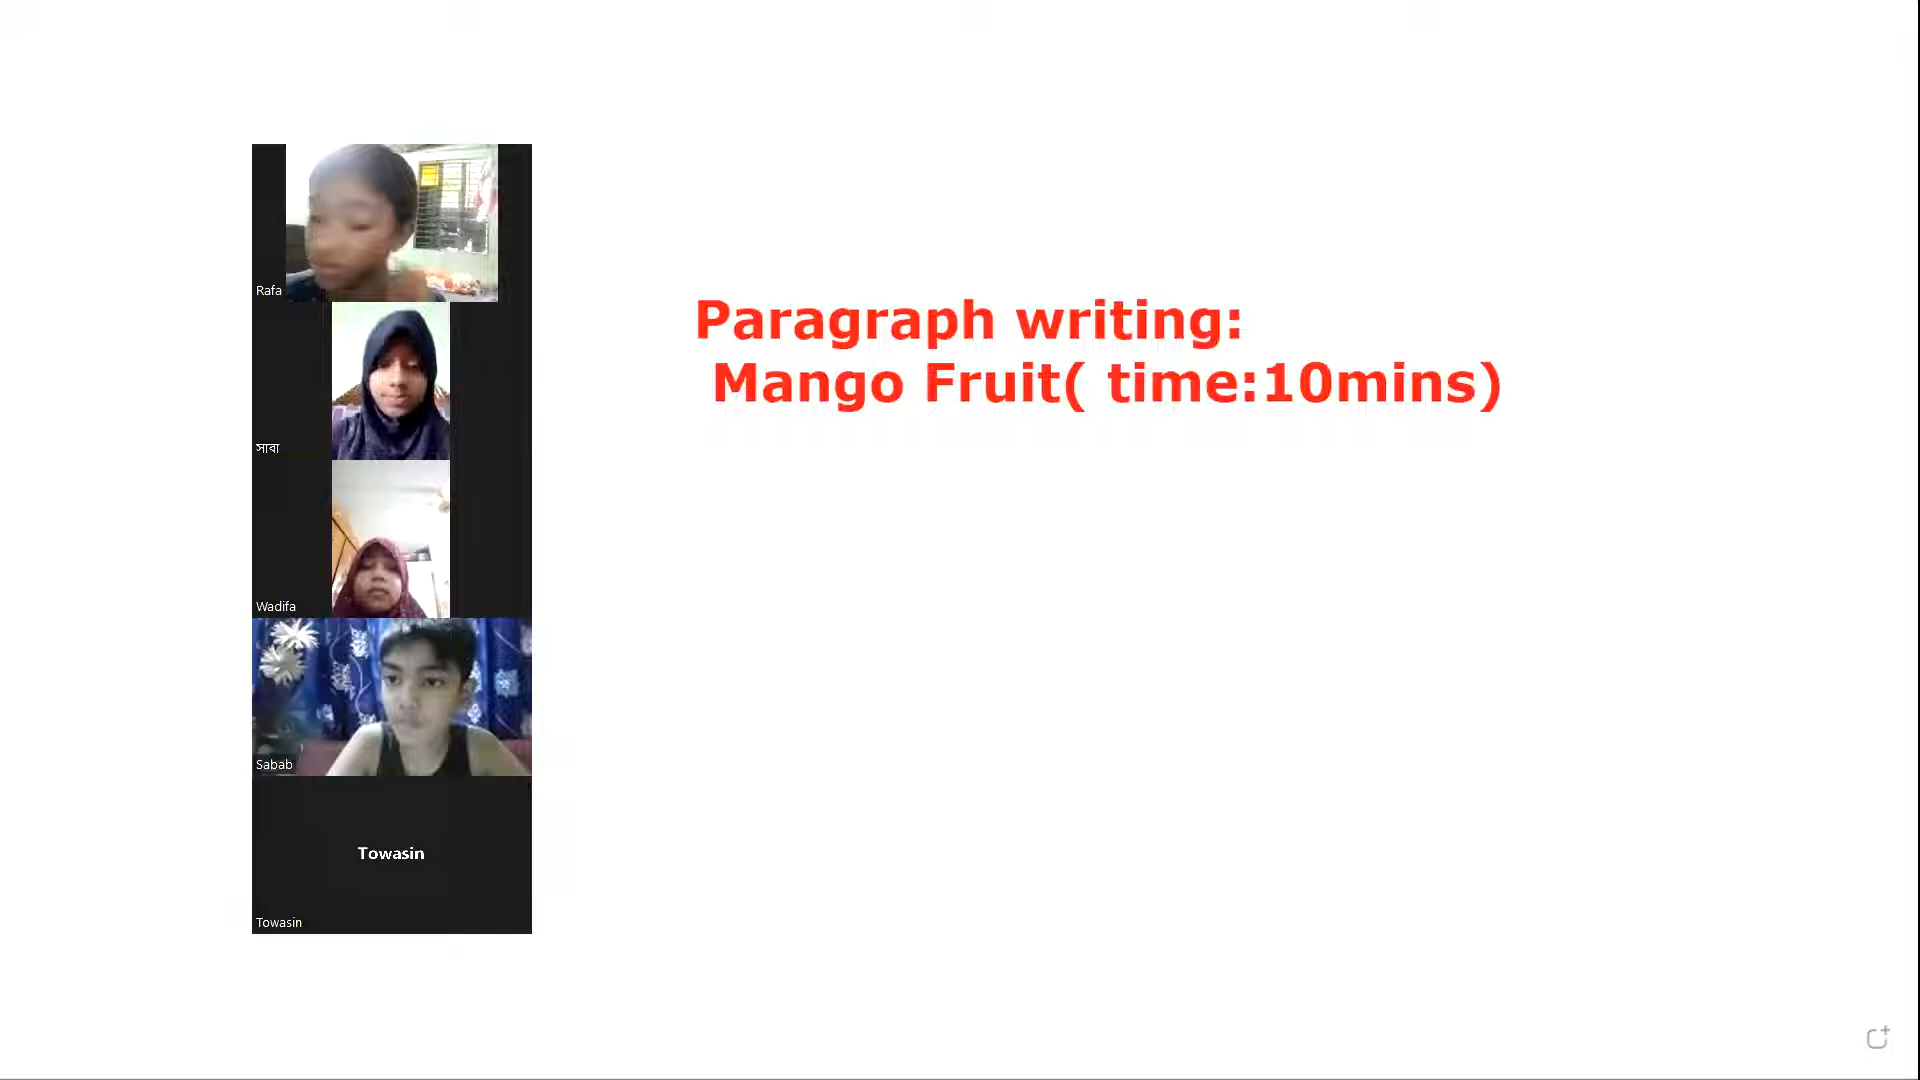 Rafa
সাবা
Wadifa
Sabab
Towasin
Towasin
Paragraph writing:
Mango Fruit( time:10mins)